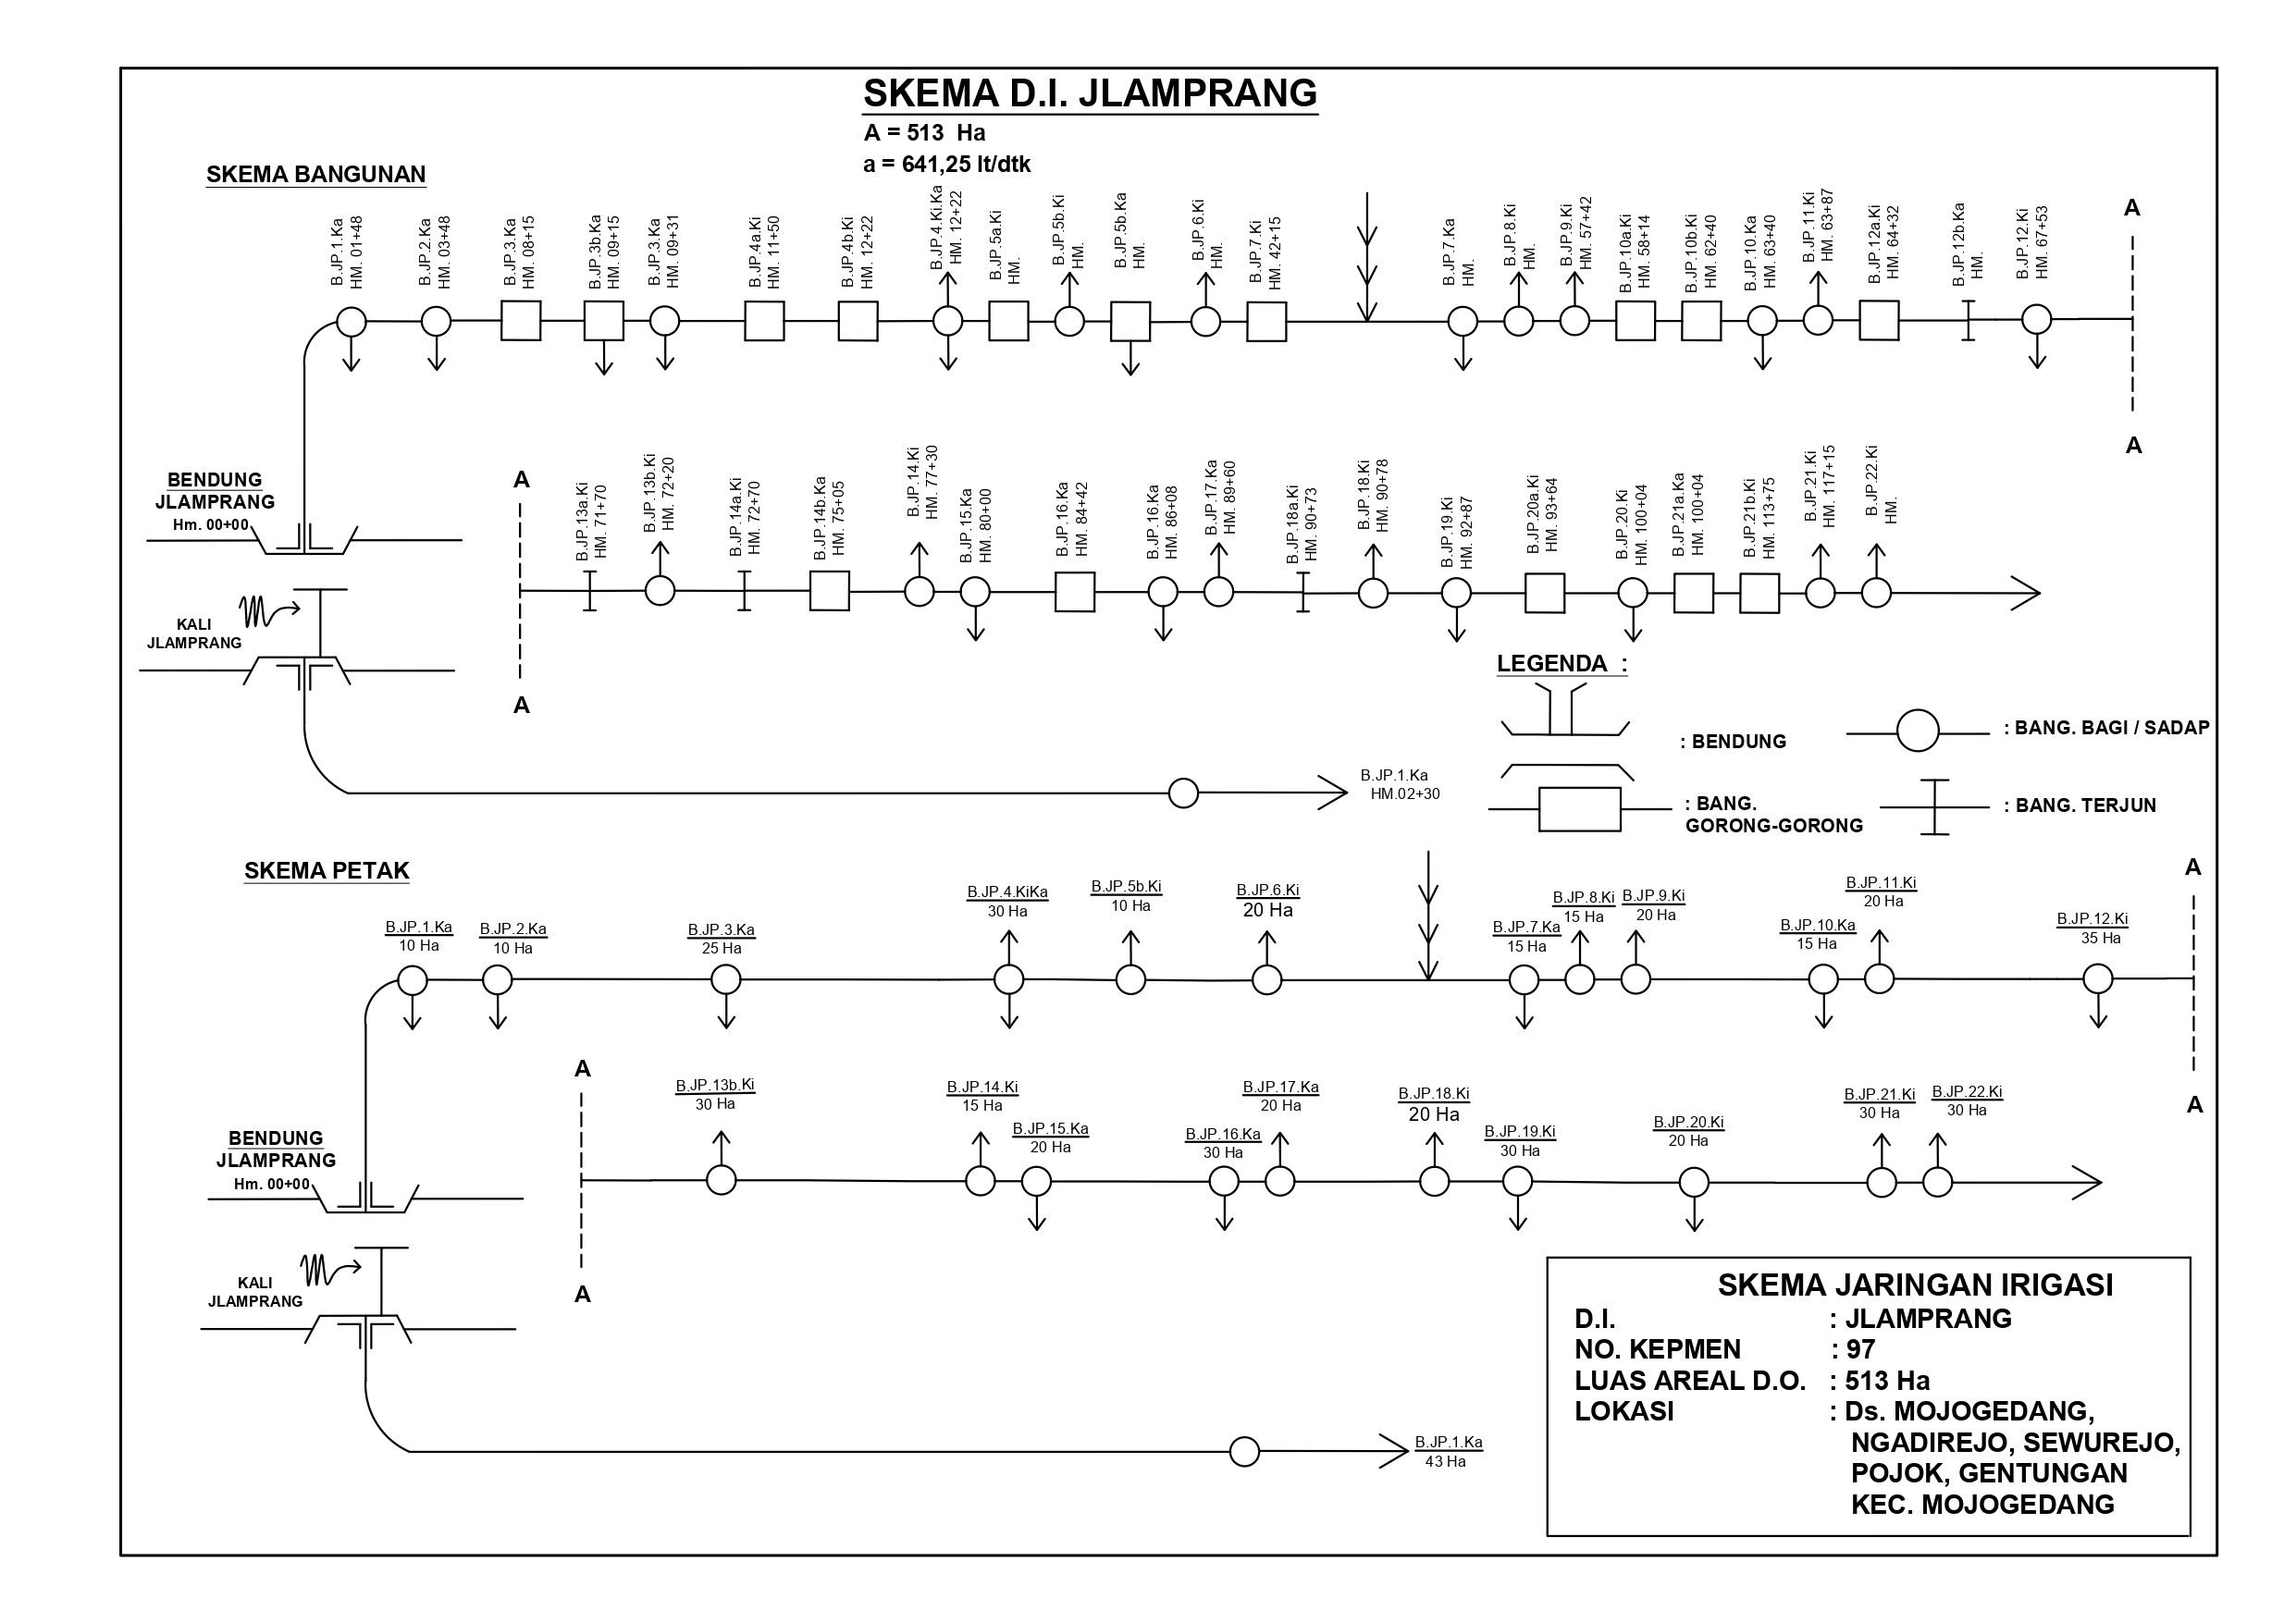 SKEMA D.I. JLAMPRANG
A = 513 Ha
a = 641,25 lt/dtk
SKEMA BANGUNAN
B.JP.1.Ka
HM. 01+48
B.JP.2.Ka
HM. 03+48
B.JP.3.Ka
HM. 08+15
B.JP.3b.Ka
HM. 09+15
B.JP.3.Ka
HM. 09+31
B.JP.4a.Ki
HM. 11+50
B.JP.4b.Ki
HM. 12+22
B.JP.4.Ki.Ka
HM. 12+22
B.JP.5a.Ki
HM.
B.JP.5b.Ki
HM.
B.JP.5b.Ka
HM.
B.JP.6.Ki
HM.
B.JP.7.Ki
HM. 42+15
B.JP.7.Ka
HM.
B.JP.8.Ki
HM.
B.JP.9.Ki
HM. 57+42
B.JP.10a.Ki
HM. 58+14
B.JP.10b.Ki
HM. 62+40
B.JP.10.Ka
HM. 63+40
B.JP.11.Ki
HM. 63+87
B.JP.12a.Ki
HM. 64+32
B.JP.12b.Ka
HM.
B.JP.12.Ki
HM. 67+53
A
A
BENDUNG
JLAMPRANG
Hm. 00+00
KALI
JLAMPRANG
A
A
B.JP.13a.Ki
HM. 71+70
B.JP.13b.Ki
HM. 72+20
B.JP.14a.Ki
HM. 72+70
B.JP.14b.Ka
HM. 75+05
B.JP.14.Ki
HM. 77+30
B.JP.15.Ka
HM. 80+00
B.JP.16.Ka
HM. 84+42
B.JP.16.Ka
HM. 86+08
B.JP.17.Ka
HM. 89+60
B.JP.18a.Ki
HM. 90+73
B.JP.18.Ki
HM. 90+78
B.JP.19.Ki
HM. 92+87
B.JP.20a.Ki
HM. 93+64
B.JP.20.Ki
HM. 100+04
B.JP.21a.Ka
HM. 100+04
B.JP.21b.Ki
HM. 113+75
B.JP.21.Ki
HM. 117+15
B.JP.22.Ki
HM.
B.JP.1.Ka
HM.02+30
LEGENDA :
: BENDUNG
: BANG. BAGI / SADAP
: BANG.
GORONG-GORONG
: BANG. TERJUN
SKEMA PETAK
B.JP.1.Ka
10 Ha
B.JP.2.Ka
10 Ha
B.JP.3.Ka
25 Ha
B.JP.4.KiKa
30 Ha
B.JP.5b.Ki
10 Ha
B.JP.6.Ki
20 Ha
B.JP.7.Ka
15 Ha
B.JP.8.Ki
15 Ha
B.JP.9.Ki
20 Ha
B.JP.10.Ka
15 Ha
B.JP.11.Ki
20 Ha
B.JP.12.Ki
35 Ha
A
A
BENDUNG
JLAMPRANG
Hm. 00+00
KALI
JLAMPRANG
A
A
B.JP.13b.Ki
30 Ha
B.JP.14.Ki
15 Ha
B.JP.15.Ka
20 Ha
B.JP.16.Ka
30 Ha
B.JP.17.Ka
20 Ha
B.JP.18.Ki
20 Ha
B.JP.19.Ki
30 Ha
B.JP.20.Ki
20 Ha
B.JP.21.Ki
30 Ha
B.JP.22.Ki
30 Ha
B.JP.1.Ka
43 Ha
SKEMA JARINGAN IRIGASI
D.I. : JLAMPRANG
NO. KEPMEN : 97
LUAS AREAL D.O. : 513 Ha
LOKASI : Ds. MOJOGEDANG,
NGADIREJO, SEWUREJO,
POJOK, GENTUNGAN
KEC. MOJOGEDANG